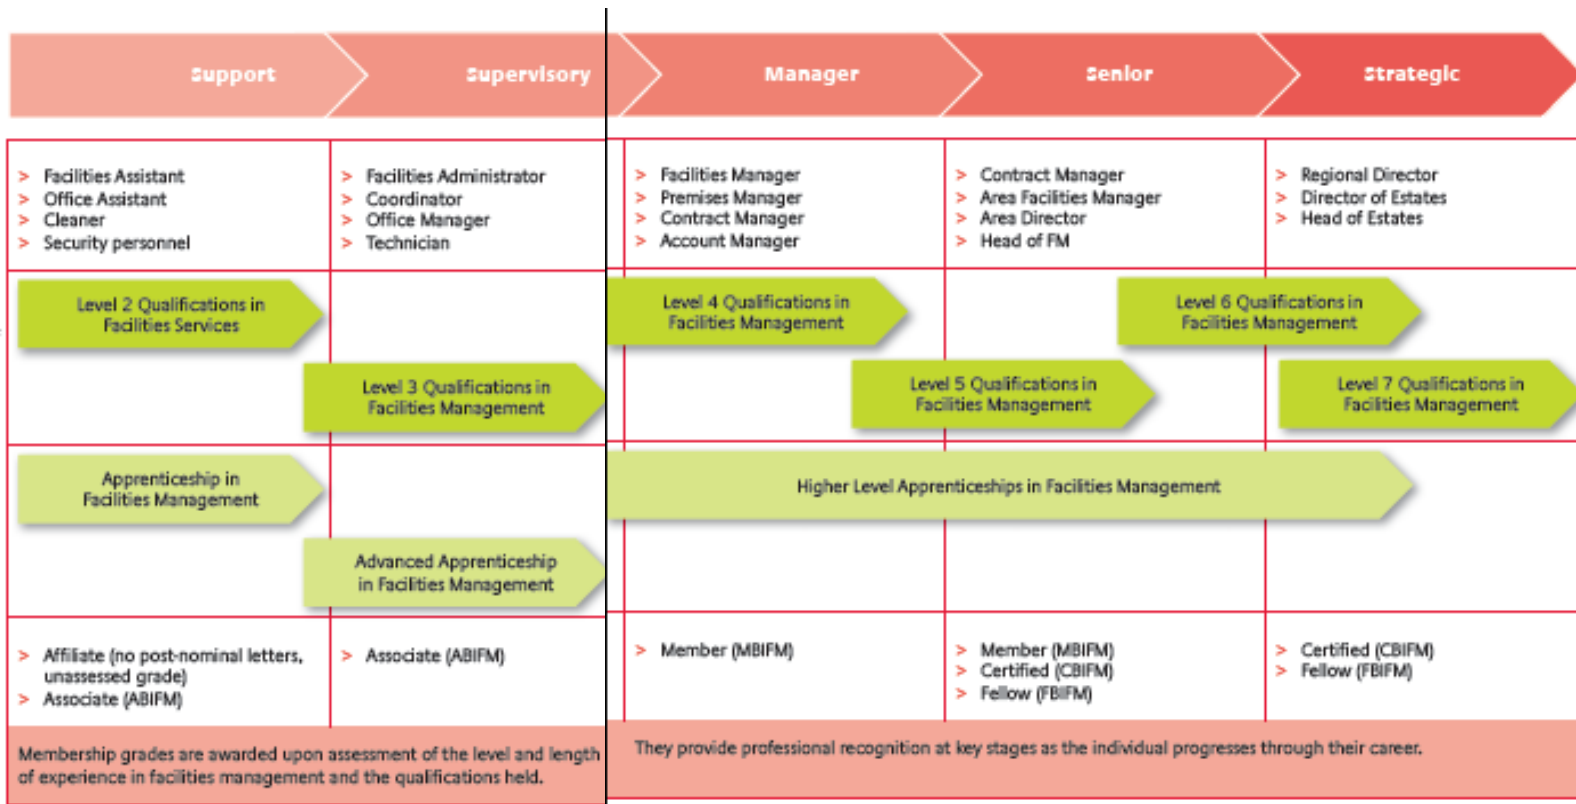 Support
Supervisory
Manager
Senior
Strategic
> Facilities Assistant
> Office Assistant
> Cleaner
> Security personnel
> Facilities Administrator
> Coordinator
> Office Manager
> Technician
> Facilities Manager
> Premises Manager
> Contract Manager
> Account Manager
> Contract Manager
> Area Facilities Manager
> Area Director
> Head of FM
> Regional Director
> Director of Estates
> Head of Estates
Level 2 Qualifications in
Facilities Services
Level 3 Qualifications in
Facilities Management
Level 4 Qualifications in
Facilities Management
Level 5 Qualifications in
Facilities Management
Level 6 Qualifications in
Facilities Management
Level 7 Qualifications in
Facilities Management
Apprenticeship in
Facilities Management
Advanced Apprenticeship
in Facilities Management
Higher Level Apprenticeships in Facilities Management
> Affiliate (no post-nominal letters,
unassessed grade)
> Associate (ABIFM)
> Associate (ABIFM)
> Member (MBIFM)
> Member (MBIFM)
> Certified (CBIFM)
> Fellow (FBIFM)
> Certified (CBIFM)
> Fellow (FBIFM)
Membership grades are awarded upon assessment of the level and length
of experience in facilities management and the qualifications held.
They provide professional recognition at key stages as the individual progresses through their career.